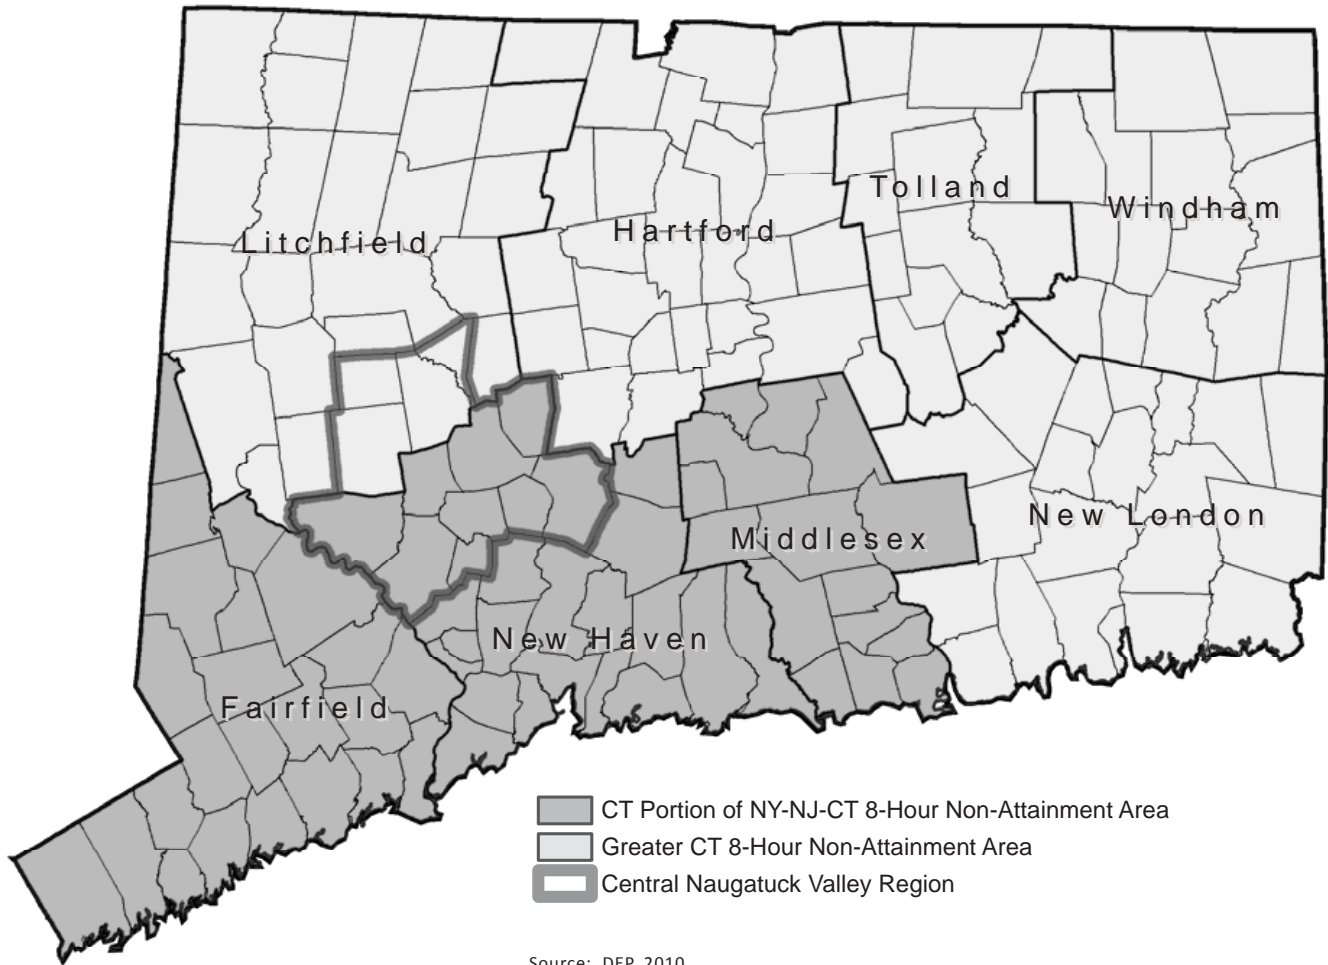 Tolland
Windham
Hartford
Litchfield
New London
Middlesex
New Haven
Fairfield
CT Portion of NY-NJ-CT 8-Hour Non-Attainment Area
Greater CT 8-Hour Non-Attainment Area
Central Naugatuck Valley Region
Source: DEP, 2010